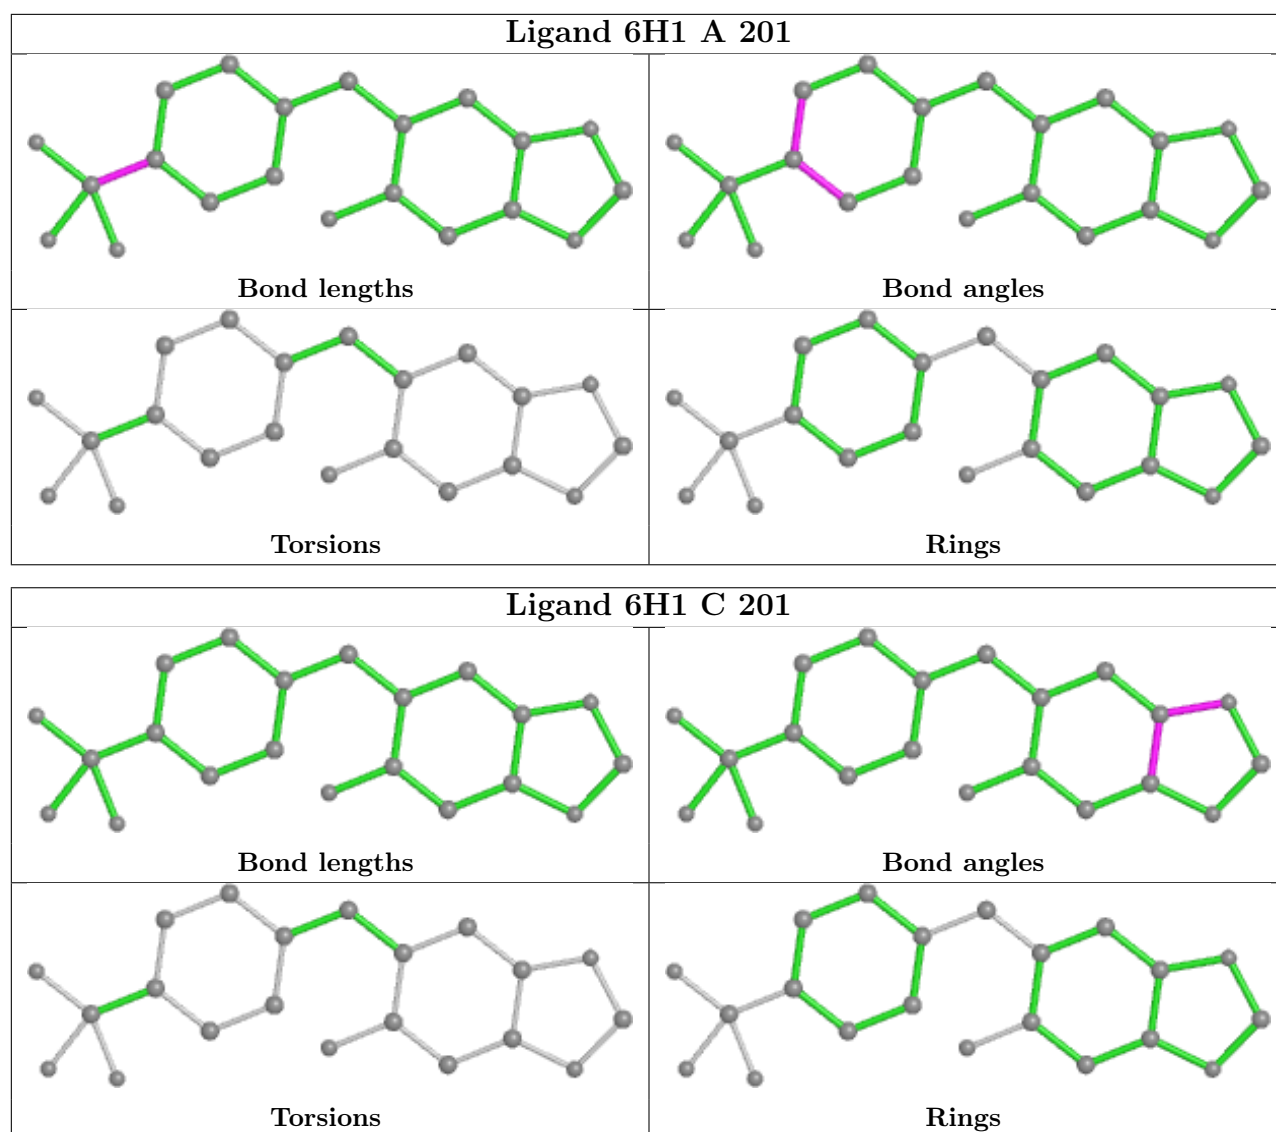 Ligand 6H1 A 201
Bond lengths
Bond angles
Torsions
Rings
Ligand 6H1 C 201
Bond lengths
Bond angles
Torsions
Rings